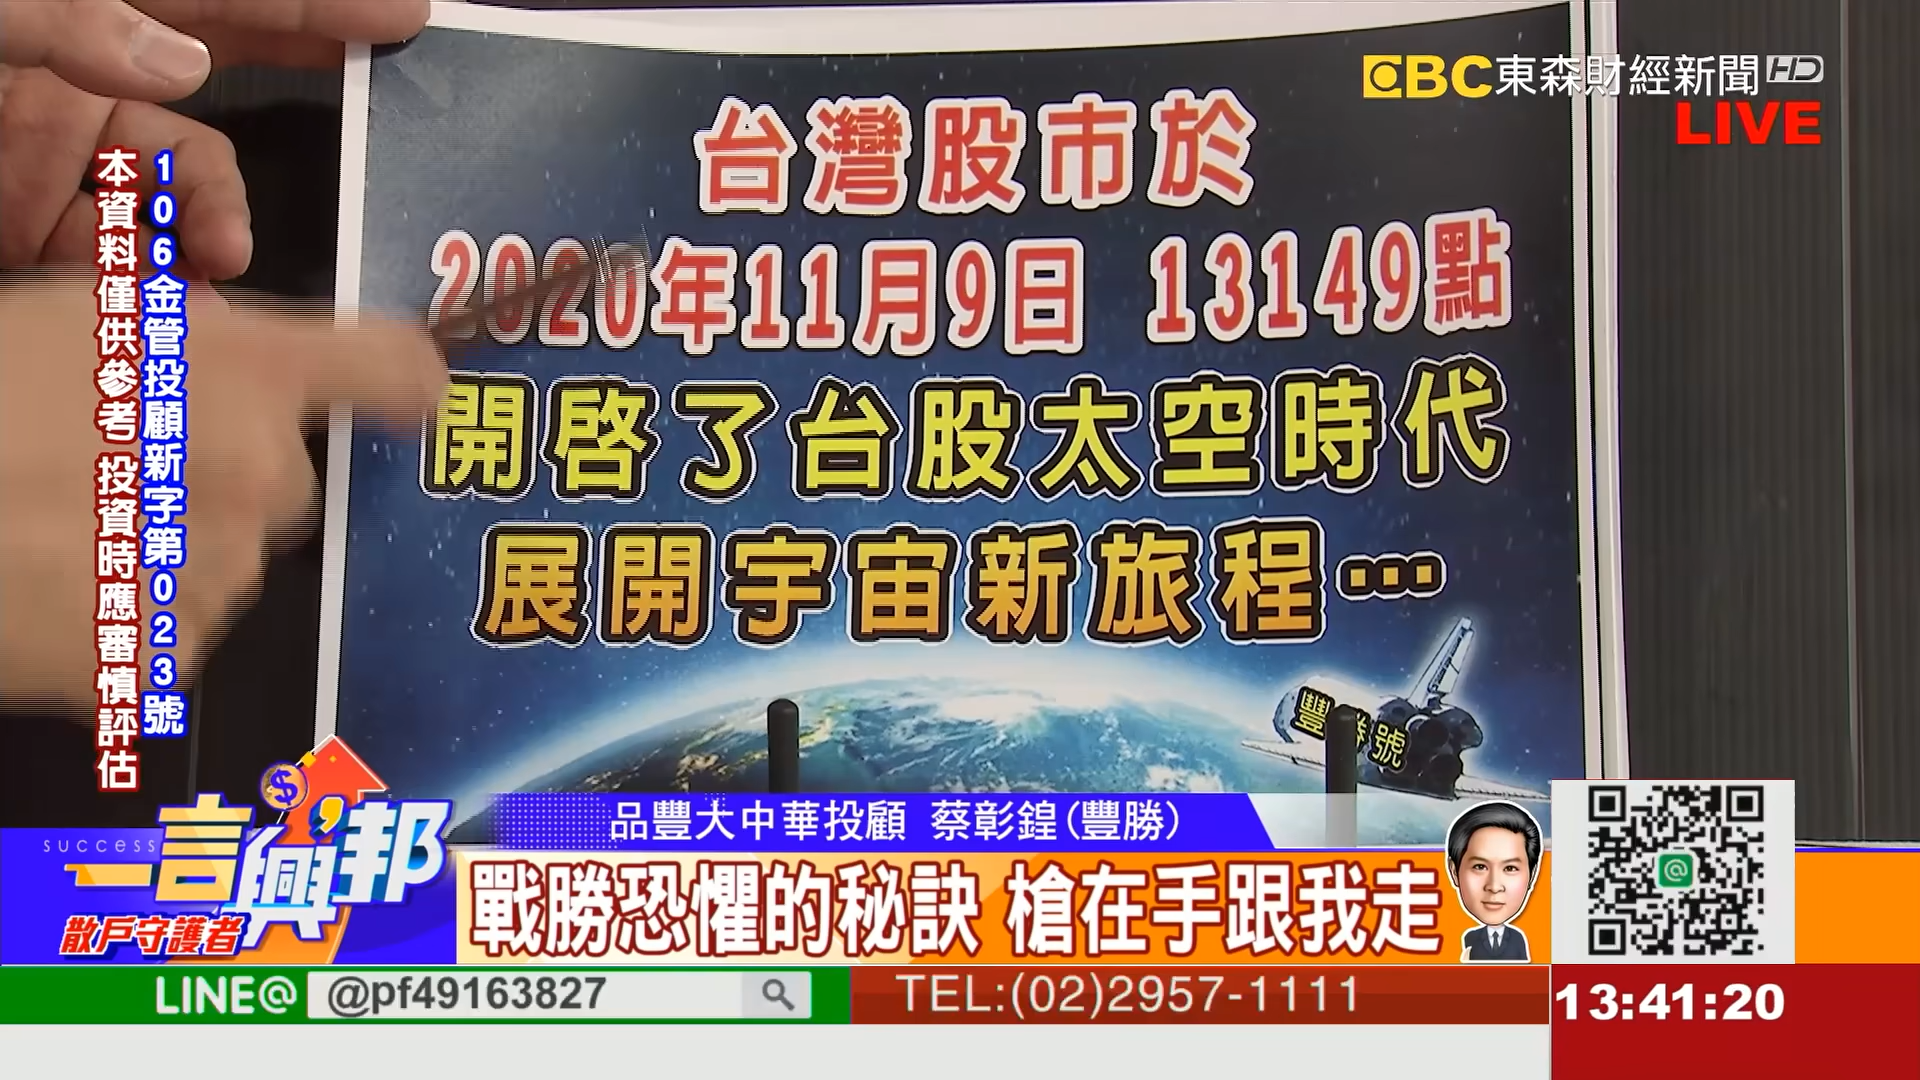 EBC東森財經新聞HD
LIVE
106金管投顧新字第023號
本資料僅供參考 投資時應審慎評估
台灣股市於
2020年11月9日 13149點
開啓了台股太空時代
展開宇宙新旅程…
豐勝號
success
一言興邦
散戶守護者
品豐大中華投顧 蔡彰鍠(豐勝)
戰勝恐懼的秘訣 槍在手跟我走
LINE@ @pf49163827
TEL:(02)2957-1111
13:41:20